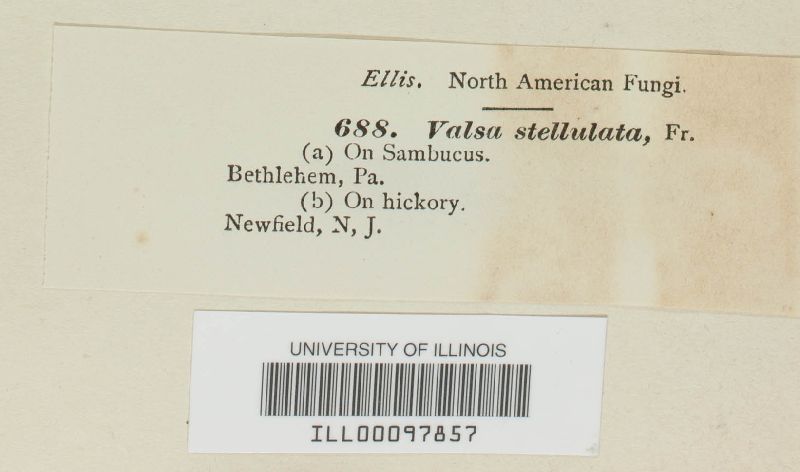 Ellis. North American Fungi.
688. Valsa stellulata, Fr.
(a) On Sambucus.
Bethlehem, Pa.
(b) On hickory.
Newfield, N, J.
UNIVERSITY OF ILLINOIS
ILL00097857